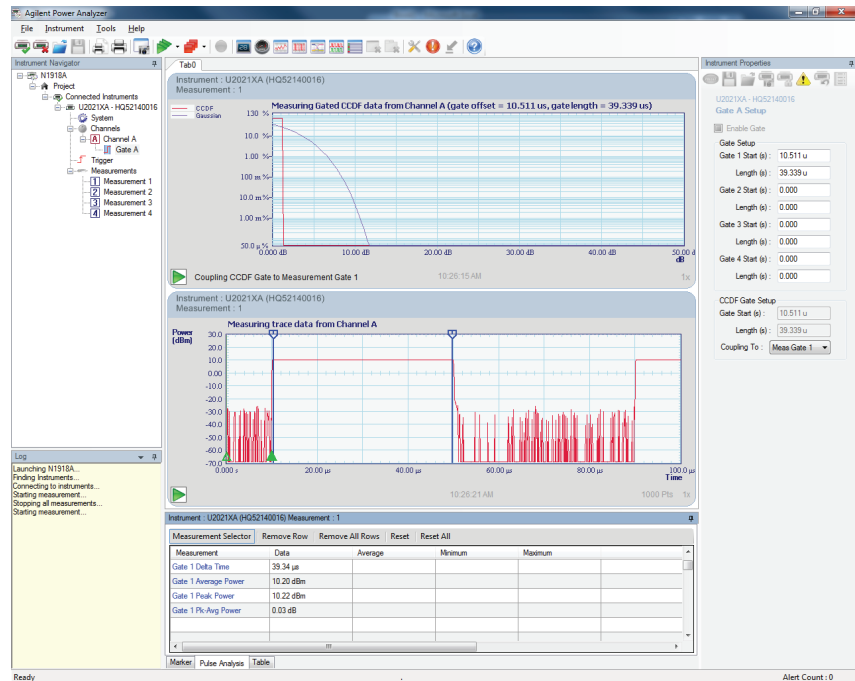 Agilent Power Analyzer
File Instrument Tools Help
Instrument Navigator
N1918A
Project
Connected Instruments
U2021XA - HQ52140016
System
Channels
Channel A
Gate A
Trigger
Measurements
1 Measurement 1
2 Measurement 2
3 Measurement 3
4 Measurement 4
Log
Launching N1918A...
Finding Instruments...
Connecting to instruments...
Starting measurement...
Stopping all measurements...
Starting measurement...
Tab0
Instrument : U2021XA (HQ52140016)
Measurement : 1
CCDF
Gaussian
Measuring Gated CCDF data from Channel A (gate offset = 10.511 us, gate length = 39.339 us)
130 %
10.0 %
1.00 %
100 m%
10.0 m%
1.00 m%
50.0 µ%
0.000 dB 10.00 dB 20.00 dB 30.00 dB 40.00 dB 50.00 d
dB
Coupling CCDF Gate to Measurement Gate 1 10:26:15 AM 1x
Instrument : U2021XA (HQ52140016)
Measurement : 1
Power
(dBm)
Measuring trace data from Channel A
30.0
20.0
10.0
0.00
-10.0
-20.0
-30.0
-40.0
-50.0
-60.0
-70.0
0.000 s 20.00 µs 40.00 µs 60.00 µs 80.00 µs 100.0 µs
Time
10:26:21 AM 1000 Pts 1x
Instrument : U2021XA (HQ52140016) Measurement : 1
Measurement Selector Remove Row Remove All Rows Reset Reset All
Measurement Data Average Minimum Maximum
Gate 1 Delta Time 39.34 µs
Gate 1 Average Power 10.20 dBm
Gate 1 Peak Power 10.22 dBm
Gate 1 Pk-Avg Power 0.03 dB
Marker Pulse Analysis Table
Instrument Properties
U2021XA - HQ52140016
Gate A Setup
Enable Gate
Gate Setup
Gate 1 Start (s) : 10.511 u
Length (s) : 39.339 u
Gate 2 Start (s) : 0.000
Length (s) : 0.000
Gate 3 Start (s) : 0.000
Length (s) : 0.000
Gate 4 Start (s) : 0.000
Length (s) : 0.000
CCDF Gate Setup
Gate Start (s) : 10.511 u
Length (s) : 39.339 u
Coupling To : Meas Gate 1
Ready Alert Count : 0